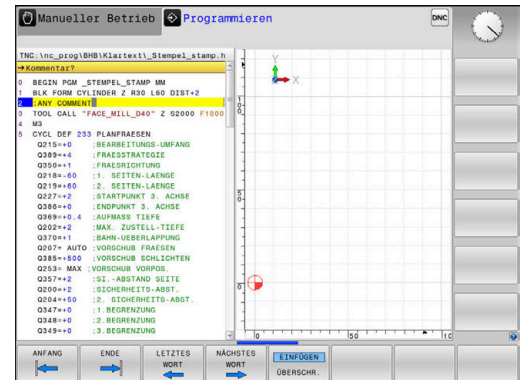 Manueller Betrieb
Programmieren
DNC
TNC:\nc_prog\BHB\Klartext\_Stempel_stamp.h
→Kommentar?
0 BEGIN PGM _STEMPEL_STAMP MM
1 BLK FORM CYLINDER Z R30 L60 DIST+2
2 ;ANY COMMENT
3 TOOL CALL "FACE_MILL_D40" Z S2000 F1000
4 M3
5 CYCL DEF 233 PLANFRAESEN
Q215=+0 ;BEARBEITUNGS-UMFANG
Q389=+4 ;FRAESSTRATEGIE
Q350=+1 ;FRAESRICHTUNG
Q218=-60 ;1. SEITEN-LAENGE
Q219=+60 ;2. SEITEN-LAENGE
Q227=+2 ;STARTPUNKT 3. ACHSE
Q386=+0 ;ENDPUNKT 3. ACHSE
Q369=+0.4 ;AUFMASS TIEFE
Q202=+2 ;MAX. ZUSTELL-TIEFE
Q370=+1 ;BAHN-UEBERLAPPUNG
Q207= AUTO ;VORSCHUB FRAESEN
Q385=+500 ;VORSCHUB SCHLICHTEN
Q253= MAX ;VORSCHUB VORPOS.
Q357=+2 ;SI.-ABSTAND SEITE
Q200=+2 ;SICHERHEITS-ABST.
Q204=+50 ;2. SICHERHEITS-ABST.
Q347=+0 ;1.BEGRENZUNG
Q348=+0 ;2.BEGRENZUNG
Q349=+0 ;3.BEGRENZUNG
Y
X
100
50
0
0
50
ANFANG
ENDE
LETZTES
WORT
NÄCHSTES
WORT
EINFÜGEN
ÜBERSCHR.